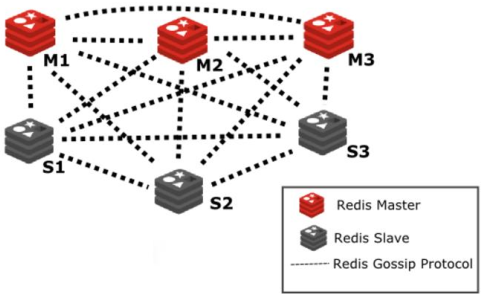 M1
M2
M3
S1
S3
S2
Redis Master
Redis Slave
Redis Gossip Protocol